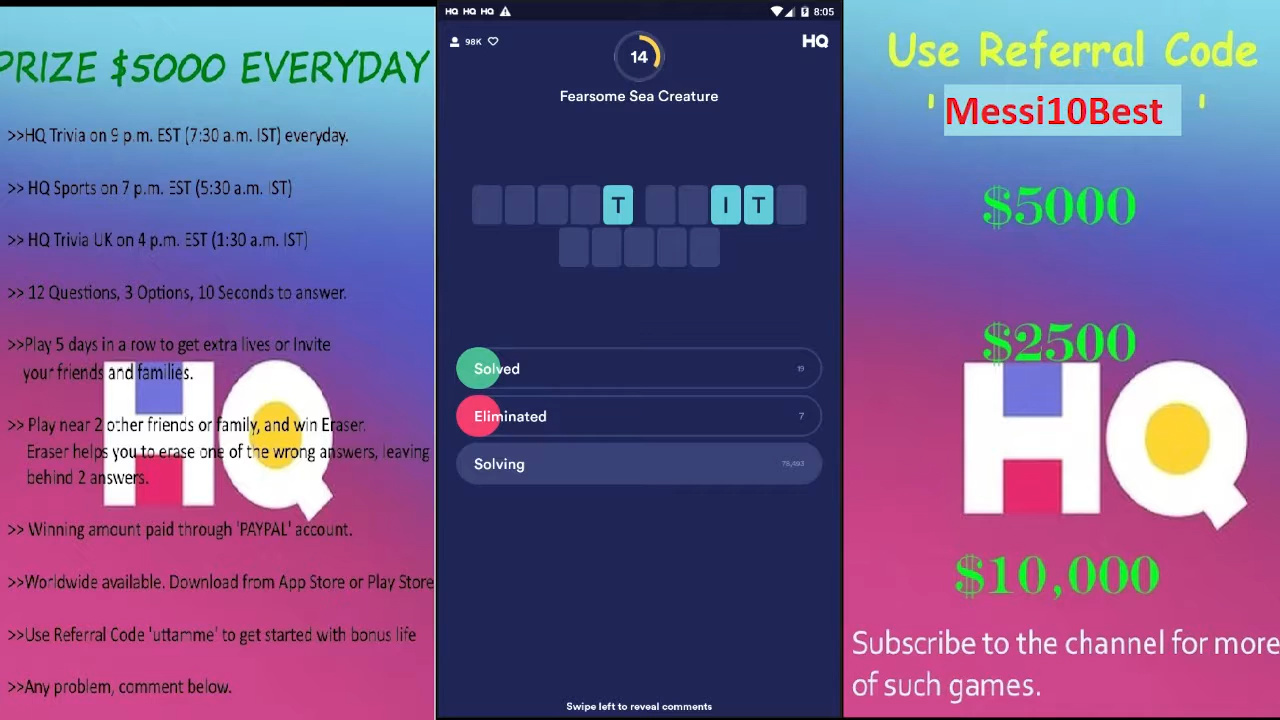 PRIZE $5000 EVERYDAY
>>HQ Trivia on 9 p.m. EST (7:30 a.m. IST) everyday.
>> HQ Sports on 7 p.m. EST (5:30 a.m. IST)
>> HQ Trivia UK on 4 p.m. EST (1:30 a.m. IST)
>> 12 Questions, 3 Options, 10 Seconds to answer.
>>Play 5 days in a row to get extra lives or Invite
your friends and families.
>> Play near 2 other friends or family, and win Eraser.
Eraser helps you to erase one of the wrong answers, leaving
behind 2 answers.
>> Winning amount paid through 'PAYPAL' account.
>>Worldwide available. Download from App Store or Play Store
>>Use Referral Code 'uttamme' to get started with bonus life
>>Any problem, comment below.
HQ
HQ HQ HQ 8:05
98K 14 HQ
Fearsome Sea Creature
T I T
Solved 19
Eliminated 7
Solving
Swipe left to reveal comments
Use Referral Code
' Messi10Best '
$5000
$2500
HQ
$10,000
Subscribe to the channel for more
of such games.